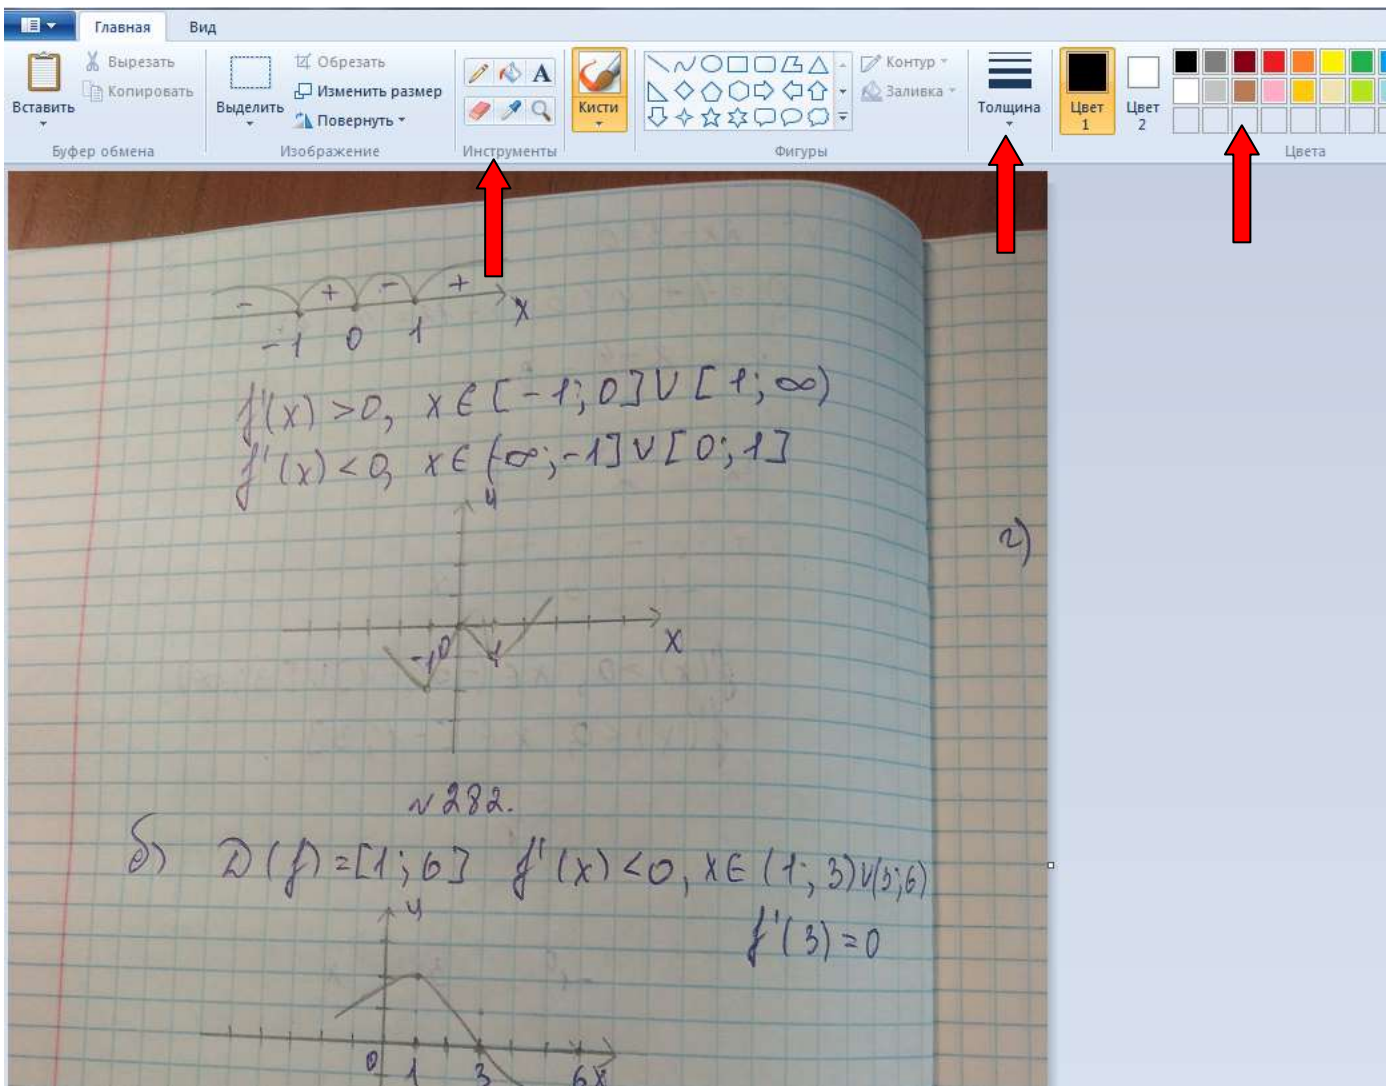 Главная Вид
Вставить
Вырезать
Копировать
Буфер обмена
Выделить
Обрезать
Изменить размер
Повернуть
Изображение
A
Инструменты
Кисти
Фигуры
Контур
Заливка
Толщина
Цвет 1
Цвет 2
Цвета
- + - + x
-1 0 1
f'(x) > 0, x ∈ [-1; 0] ∪ [1; ∞)
f'(x) < 0, x ∈ (-∞; -1] ∪ [0; 1]
y
г)
-1 0 1 x
№ 282.
б) D(f) = [1; 6] f'(x) < 0, x ∈ (1; 3) ∪ (3; 6)
f'(3) = 0
y
0 1 3 6 x